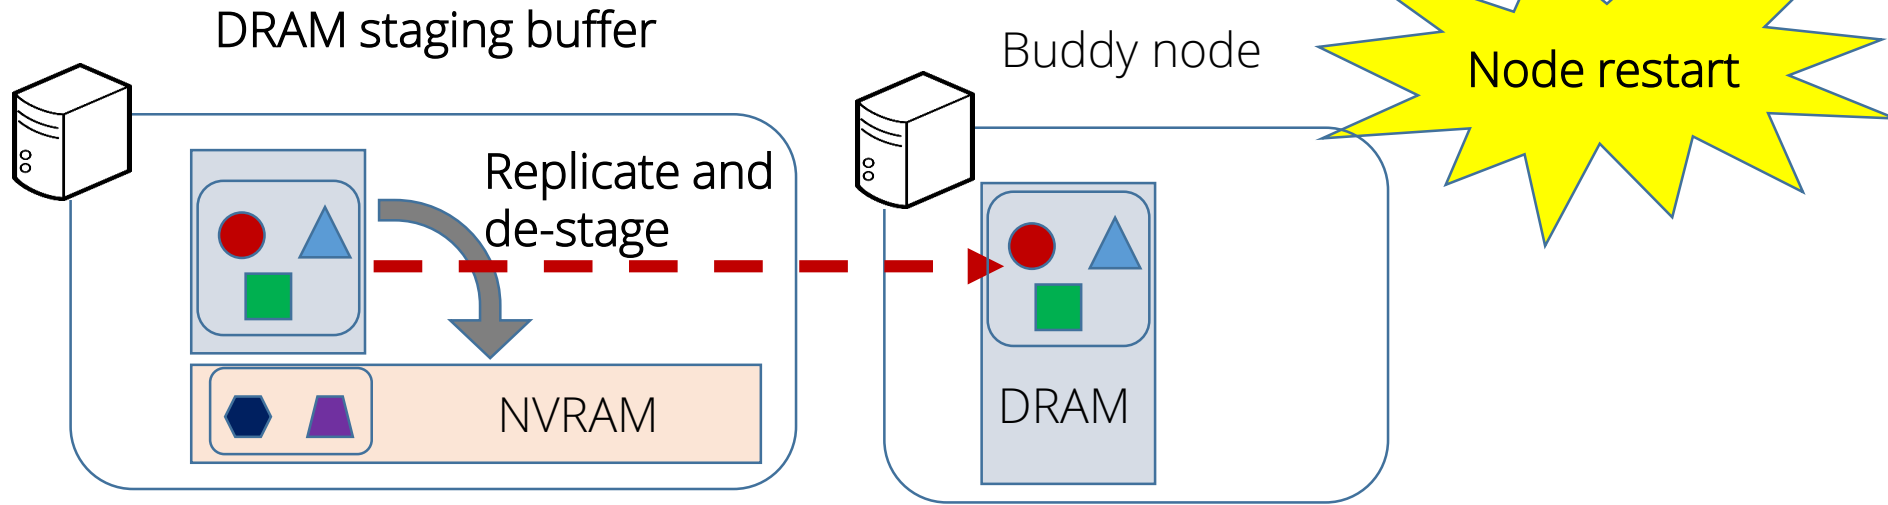 DRAM staging buffer
Buddy node
Node restart
Replicate and
de-stage
NVRAM
DRAM